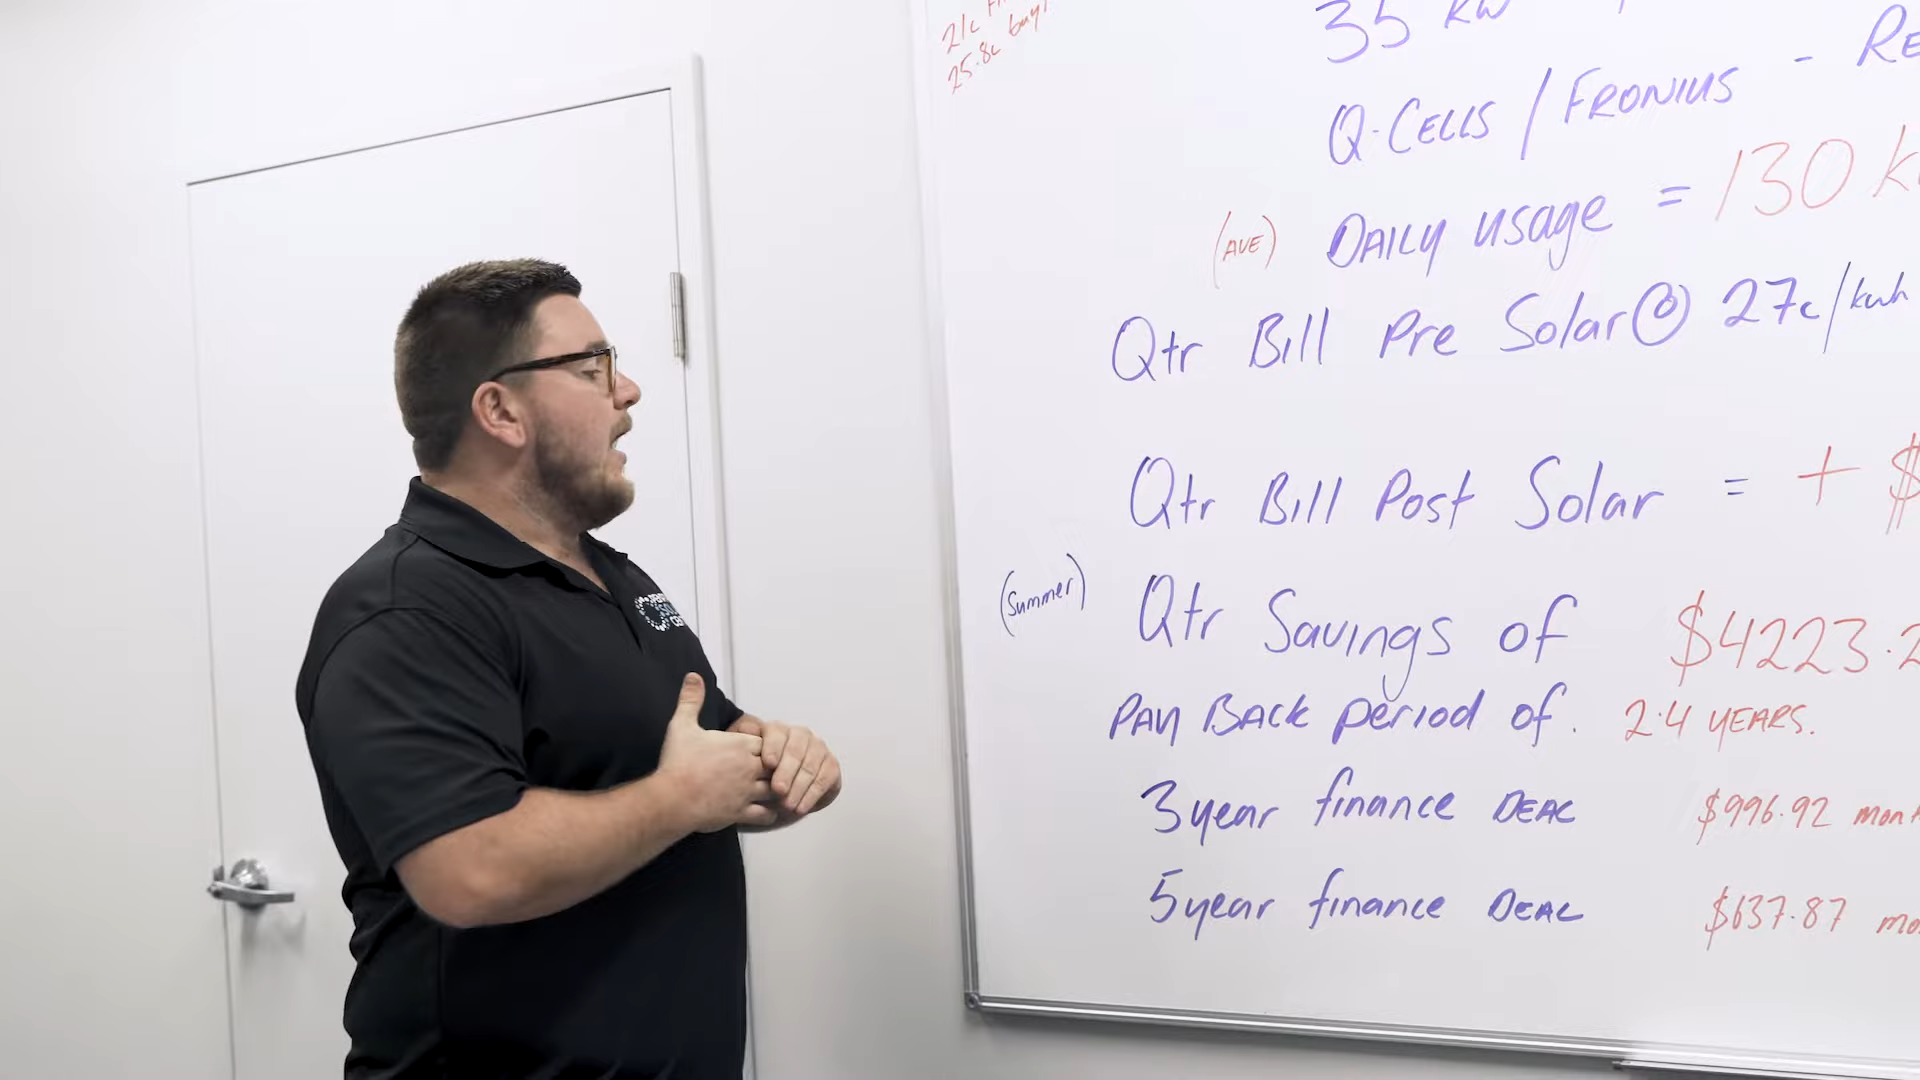 21c
25.8c buy
35 kW
Q-CELLS / FRONIUS - RE
(AVE) DAILY usage = 130 k
Qtr Bill Pre Solar @ 27c/kwh
Qtr Bill Post Solar = + $
(Summer) Qtr Savings of $4223.2
PAY BACK period of. 2.4 YEARS.
3 year finance DEAL $996.92 mont
5 year finance DEAL $637.87 mo